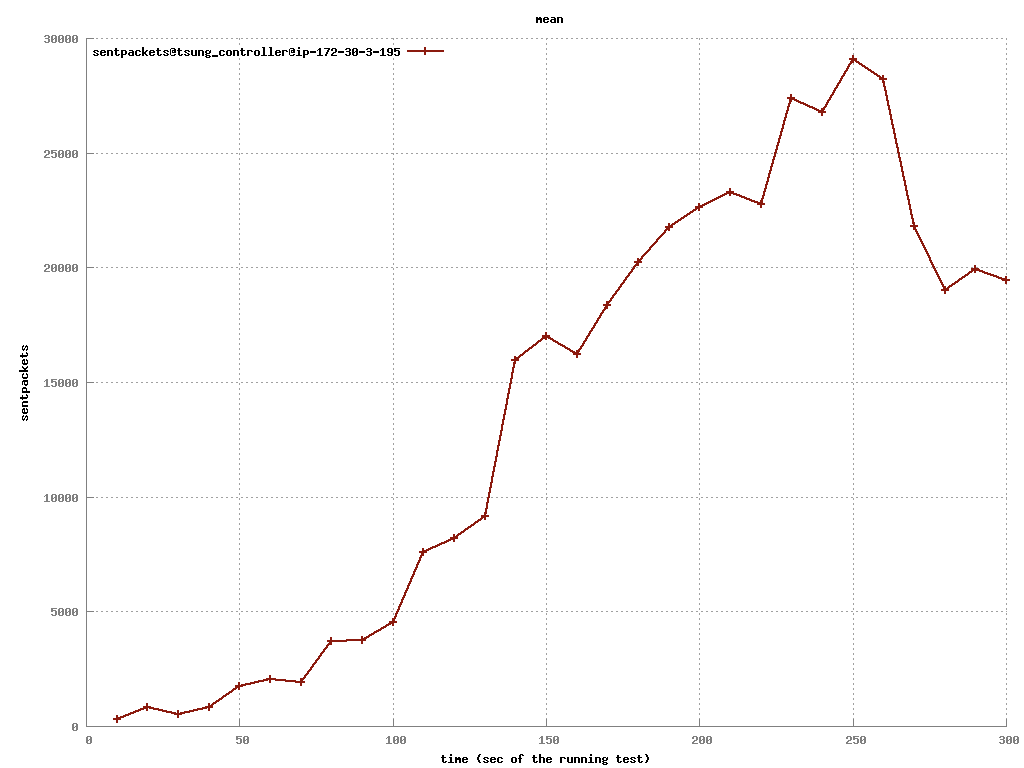 mean
30000
sentpackets@tsung_controller@ip-172-30-3-195
25000
20000
sentpackets
15000
10000
5000
0
0 50 100 150 200 250 300
time (sec of the running test)